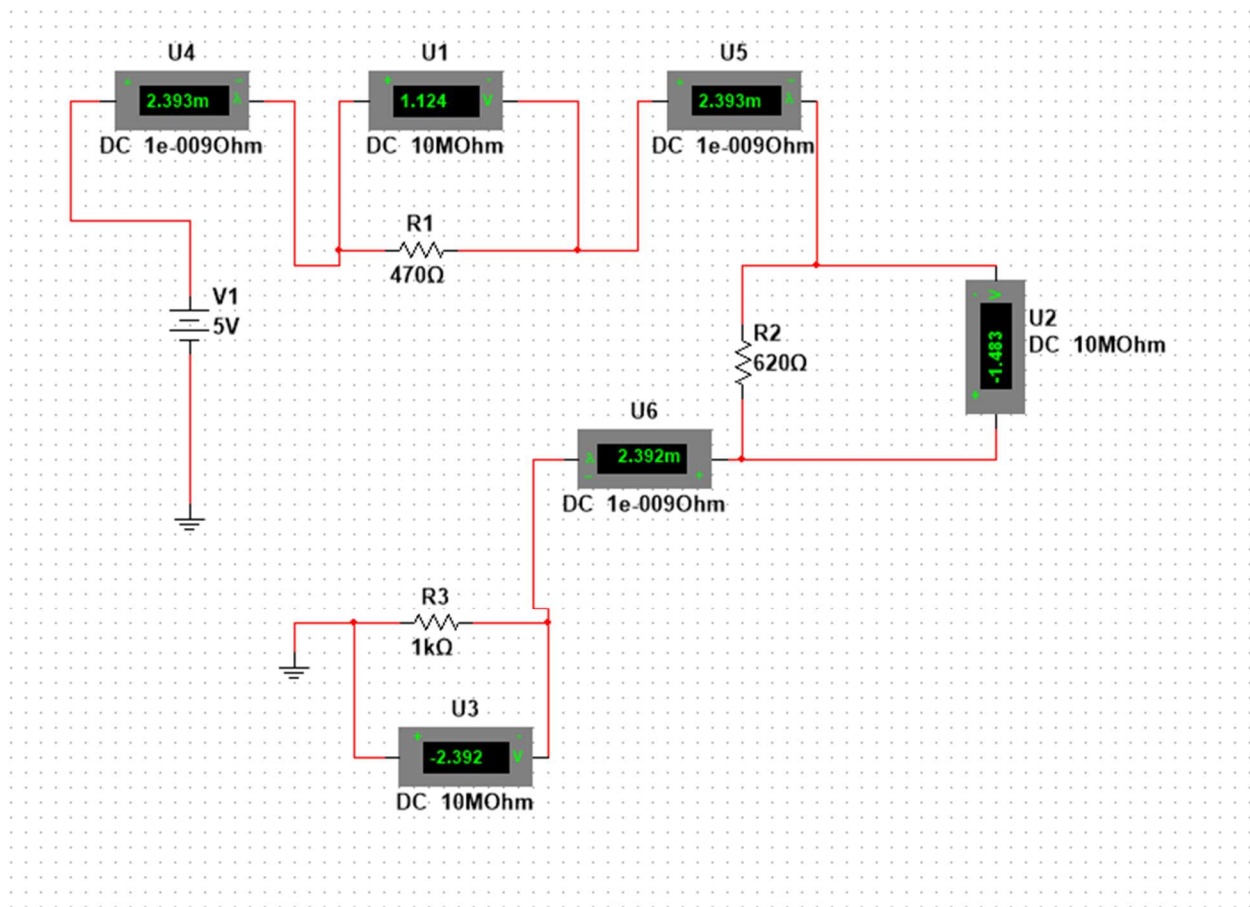 U4
+ -
2.393m A
DC 1e-009Ohm
U1
+ -
1.124 V
DC 10MOhm
U5
+ -
2.393m A
DC 1e-009Ohm
R1
470Ω
V1
5V
R2
620Ω
- V
-1.483
+
U2
DC 10MOhm
U6
A 2.392m
- +
DC 1e-009Ohm
R3
1kΩ
U3
+ -
-2.392 V
DC 10MOhm